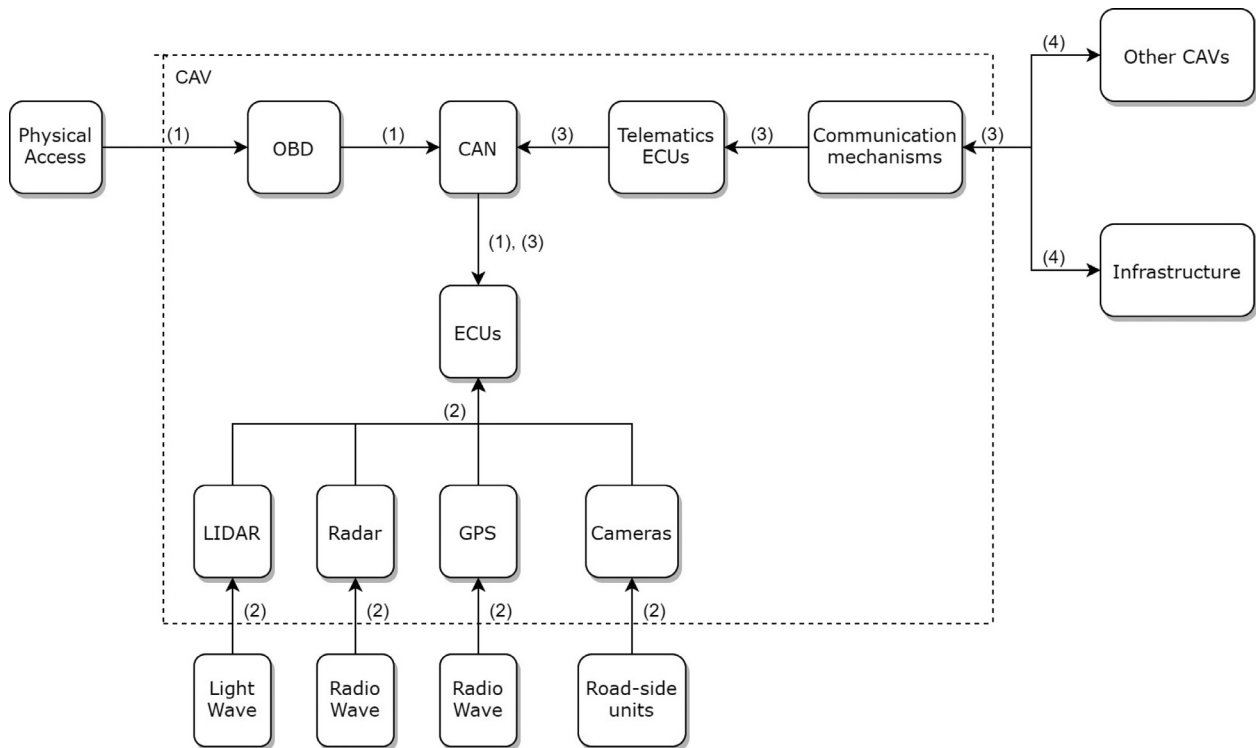 CAV
(4)
Other CAVs
Physical
Access
(1)
OBD
(1)
CAN
(3)
Telematics
ECUs
(3)
Communication
mechanisms
(3)
(1), (3)
(4)
Infrastructure
ECUs
(2)
LIDAR
Radar
GPS
Cameras
(2)
(2)
(2)
(2)
Light
Wave
Radio
Wave
Radio
Wave
Road-side
units